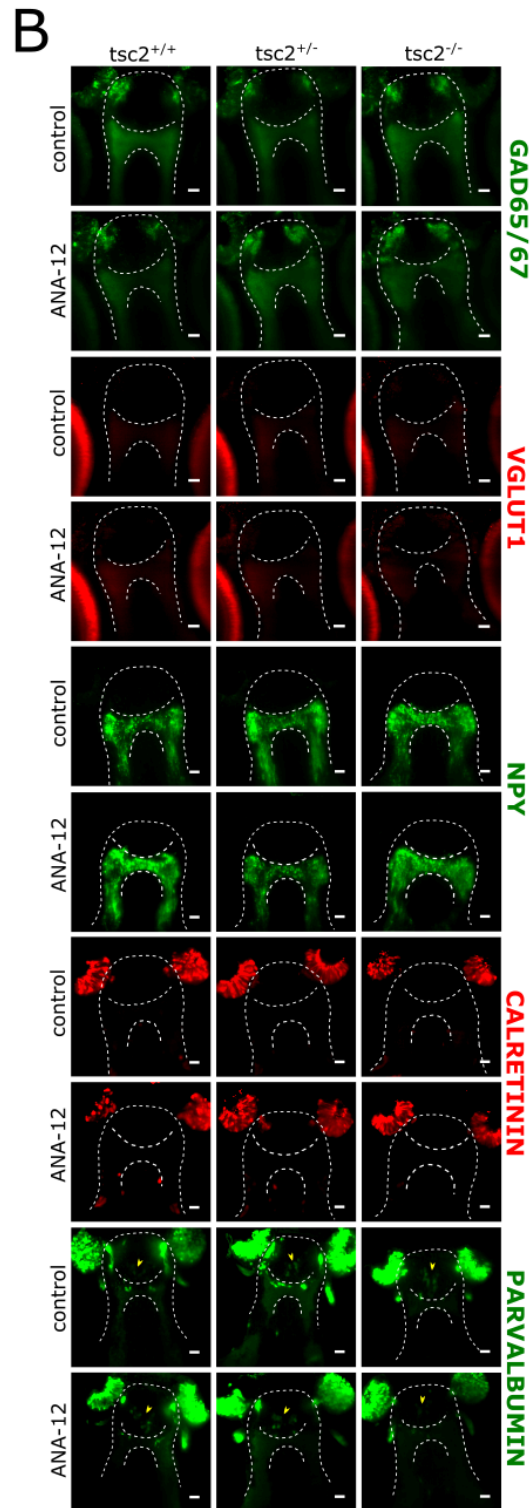 B
tsc2+/+ tsc2+/- tsc2-/-
control
ANA-12
GAD65/67
control
ANA-12
VGLUT1
control
ANA-12
NPY
control
ANA-12
CALRETININ
control
ANA-12
PARVALBUMIN